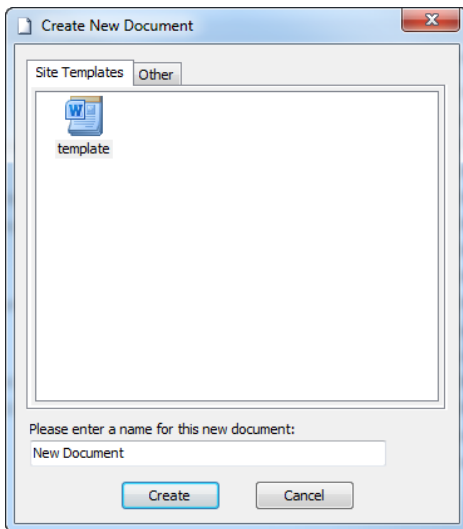 Create New Document
Site Templates Other
W
template
Please enter a name for this new document:
New Document
Create Cancel